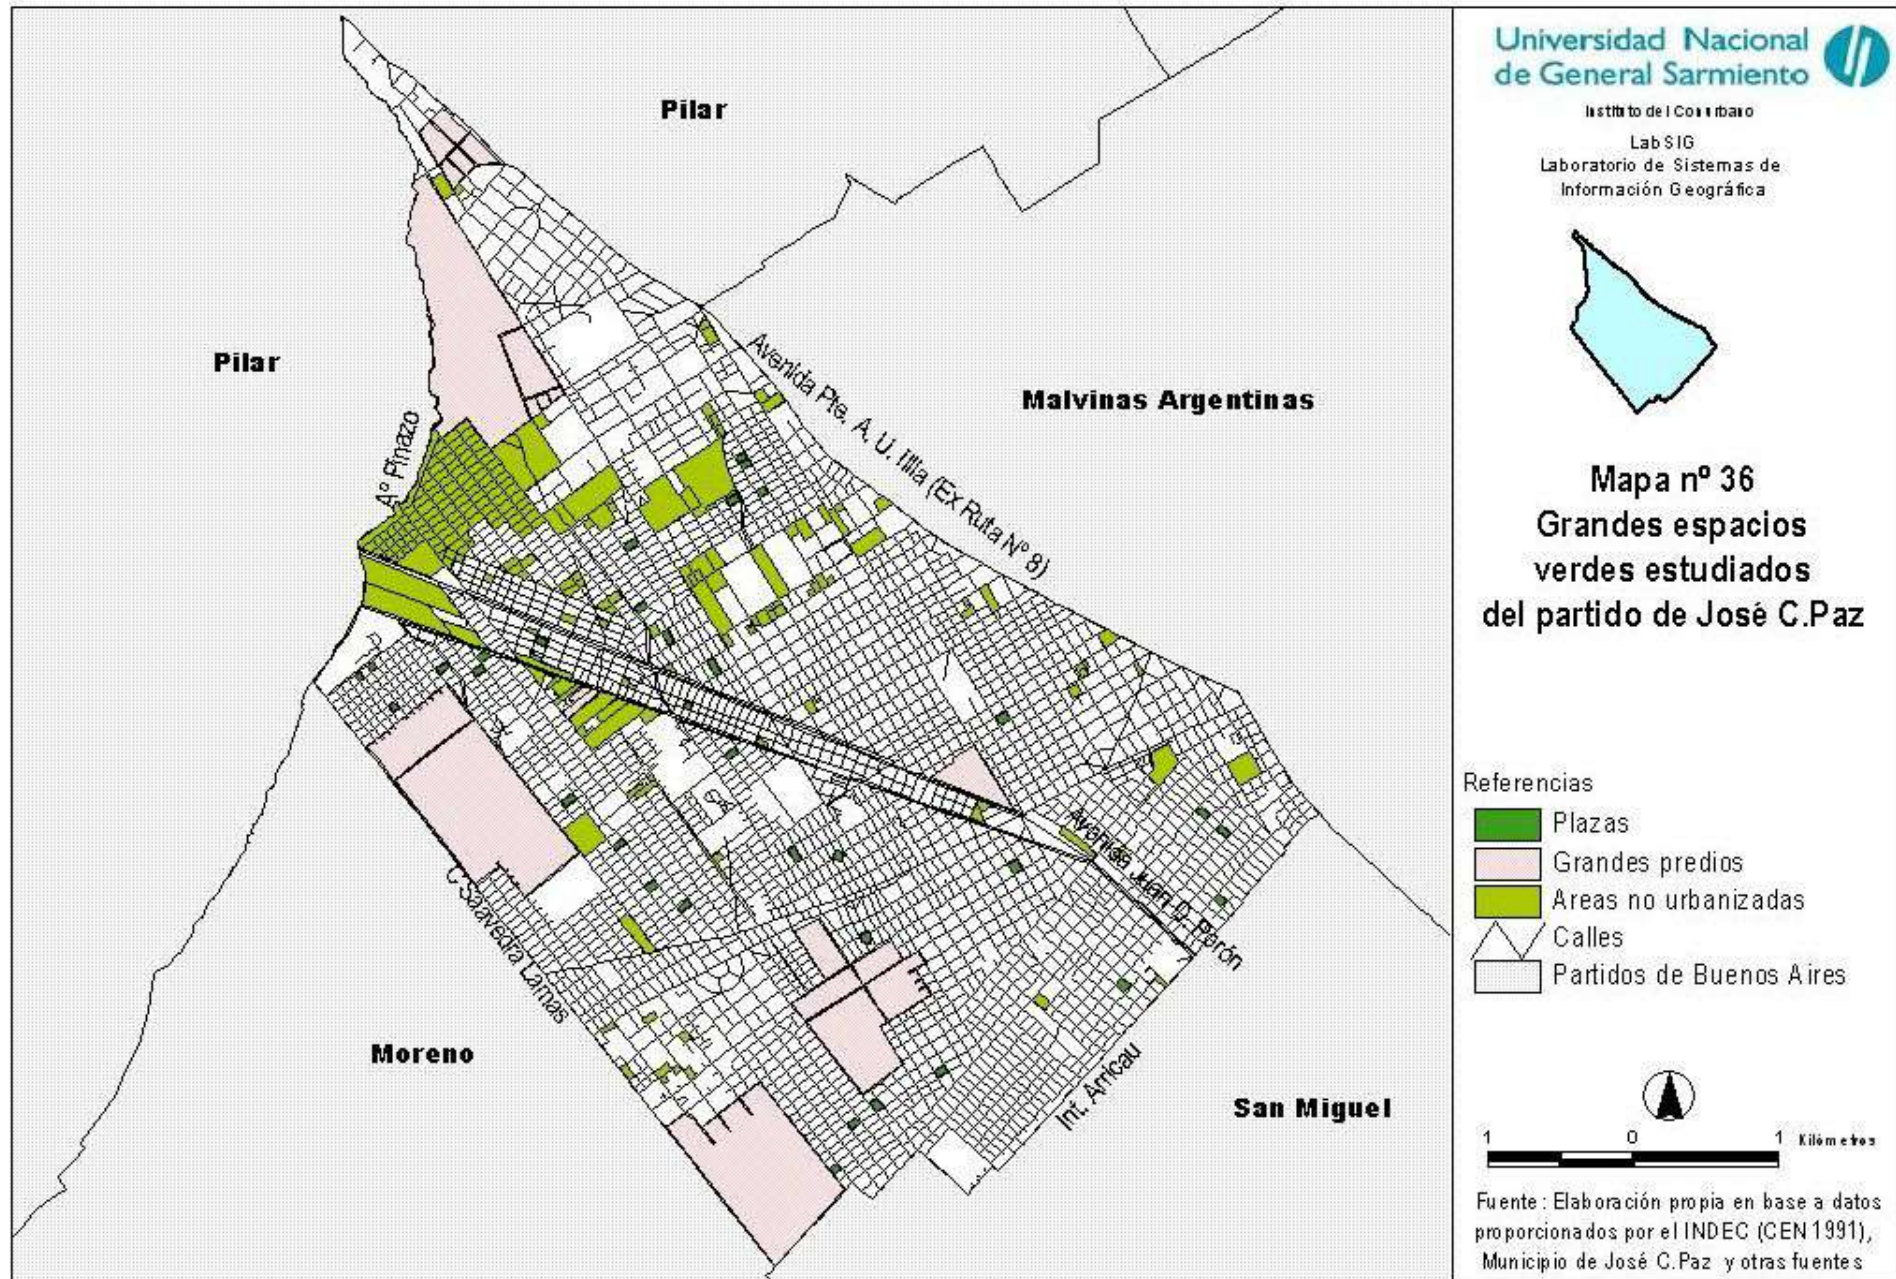 Pilar
Pilar
Malvinas Argentinas
Avenida Pte. A. U. Illia (Ex Ruta Nº 8)
Aº Pinazo
Avenida Juan D. Perón
C Saavedra Lamas
Int. Arricau
Moreno
San Miguel
Universidad Nacional
de General Sarmiento
Instituto del Conurbano
LabSIG
Laboratorio de Sistemas de
Información Geográfica
Mapa nº 36
Grandes espacios
verdes estudiados
del partido de José C.Paz
Referencias
Plazas
Grandes predios
Areas no urbanizadas
Calles
Partidos de Buenos Aires
1 0 1 Kilómetros
Fuente: Elaboración propia en base a datos
proporcionados por el INDEC (CEN 1991),
Municipio de José C.Paz y otras fuentes